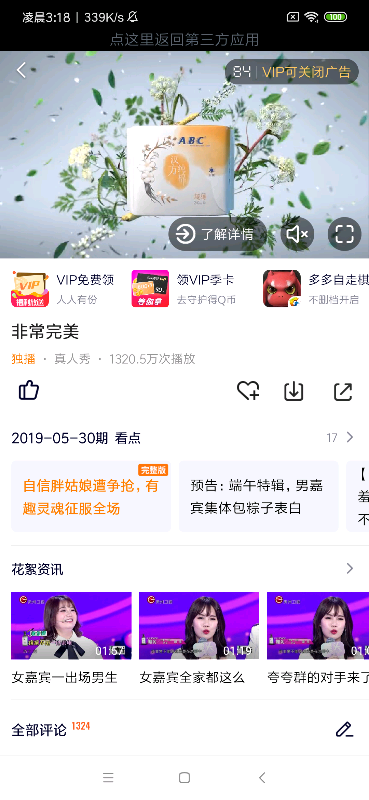 凌晨3:18 | 339K/s
100
点这里返回第三方应用
84 | VIP可关闭广告
ABC
了解详情
VIP免费领
人人有份
领VIP季卡
去守护得Q币
多多自走棋
不删档开启
非常完美
独播 · 真人秀 · 1320.5万次播放
2019-05-30期 看点
17
完整版
自信胖姑娘遭争抢，有
趣灵魂征服全场
预告：端午特辑，男嘉
宾集体包粽子表白
花絮资讯
01:57
01:19
女嘉宾一出场男生
女嘉宾全家都这么
夸夸群的对手来了
全部评论 1324